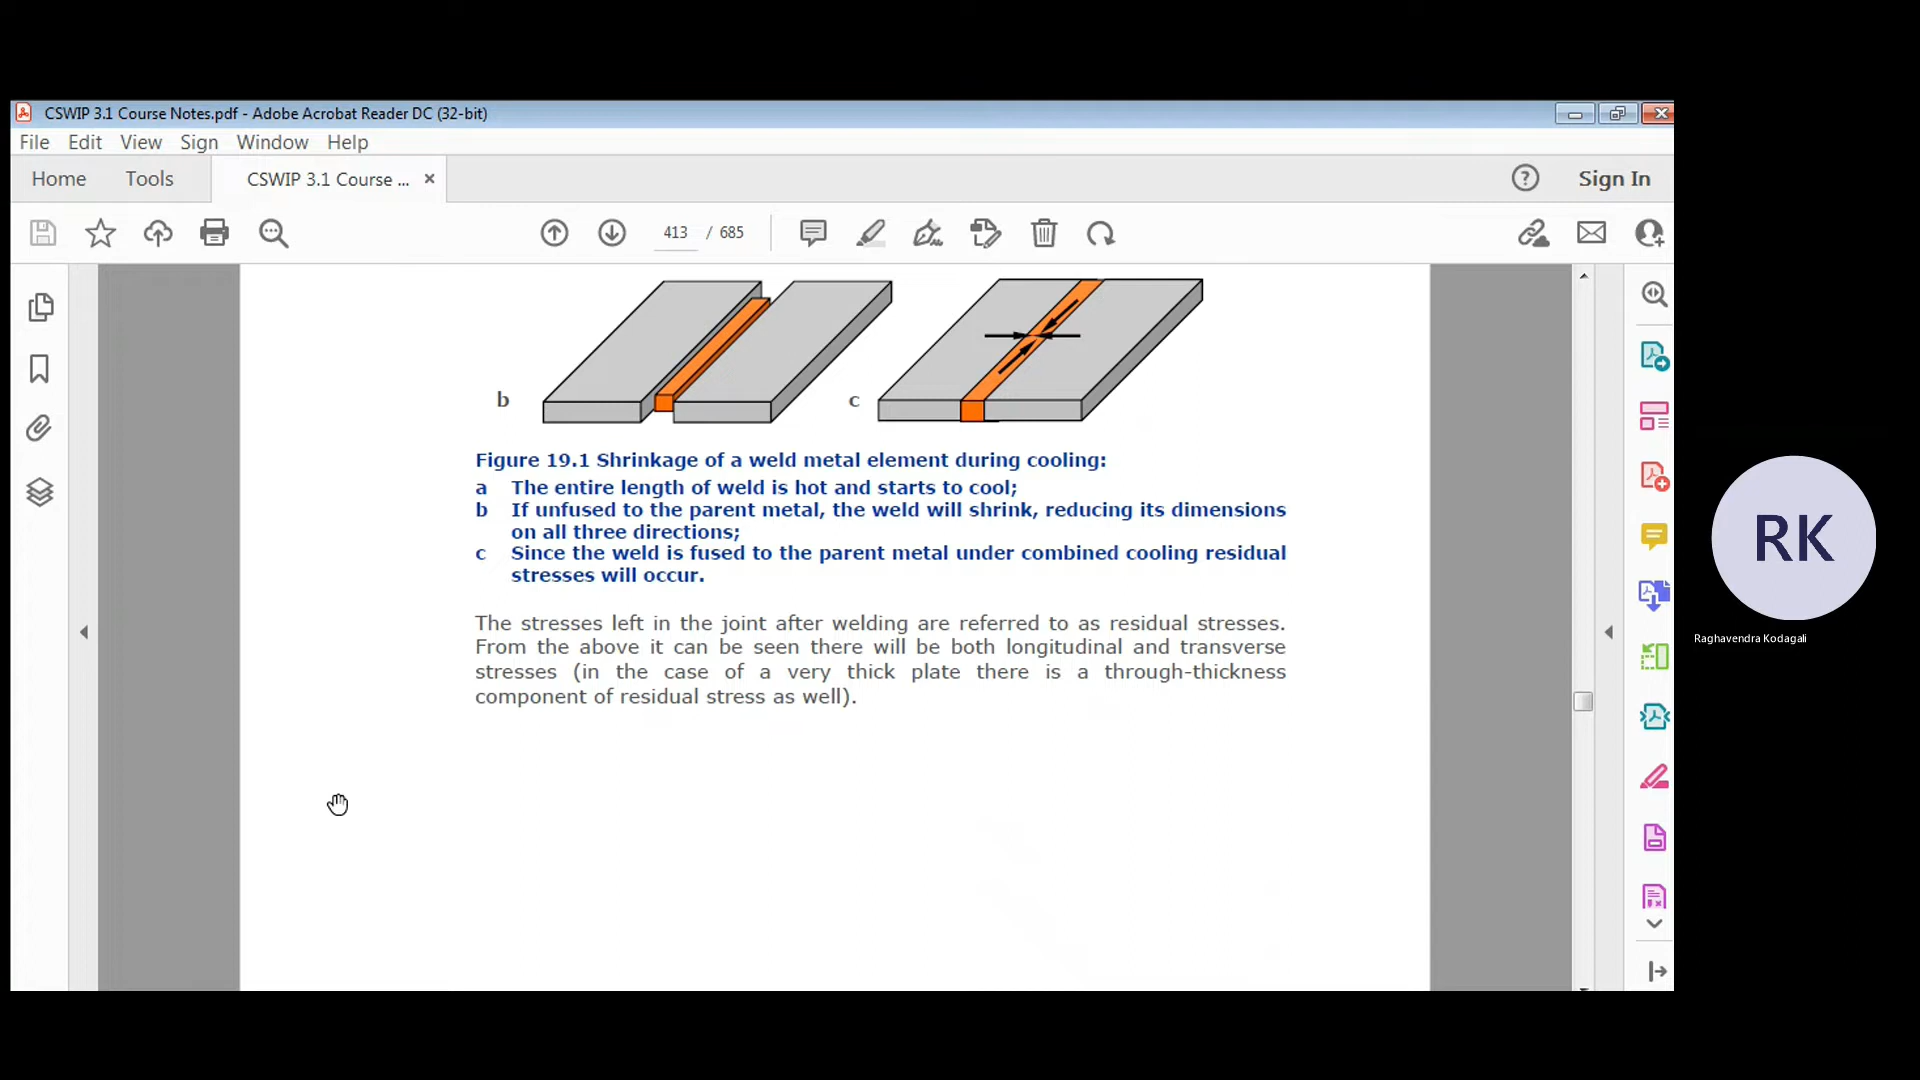 CSWIP 3.1 Course Notes.pdf - Adobe Acrobat Reader DC (32-bit)
File Edit View Sign Window Help
Home Tools CSWIP 3.1 Course ... × ? Sign In
413 / 685
b c
Figure 19.1 Shrinkage of a weld metal element during cooling:
a The entire length of weld is hot and starts to cool;
b If unfused to the parent metal, the weld will shrink, reducing its dimensions
on all three directions;
c Since the weld is fused to the parent metal under combined cooling residual
stresses will occur.
The stresses left in the joint after welding are referred to as residual stresses.
From the above it can be seen there will be both longitudinal and transverse
stresses (in the case of a very thick plate there is a through-thickness
component of residual stress as well).
RK
Raghavendra Kodagali